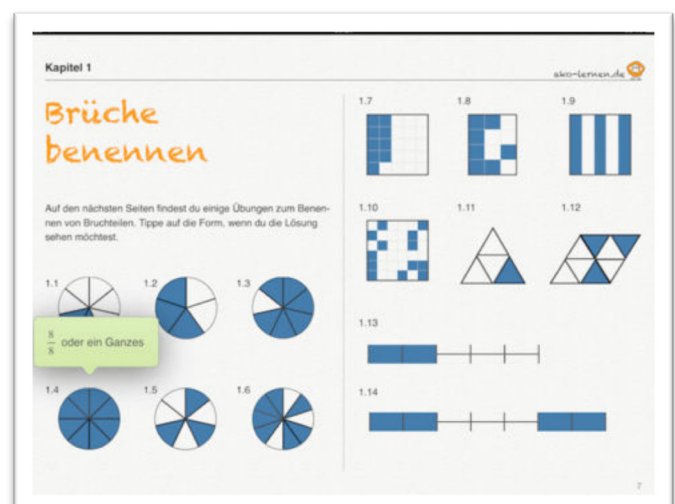 Kapitel 1
ako-lernen.de
Brüche
benennen
Auf den nächsten Seiten findest du einige Übungen zum Benen-
nen von Bruchteilen. Tippe auf die Form, wenn du die Lösung
sehen möchtest.
1.1 1.2 1.3
8/8 oder ein Ganzes
1.4 1.5 1.6
1.7 1.8 1.9
1.10 1.11 1.12
1.13
1.14
7